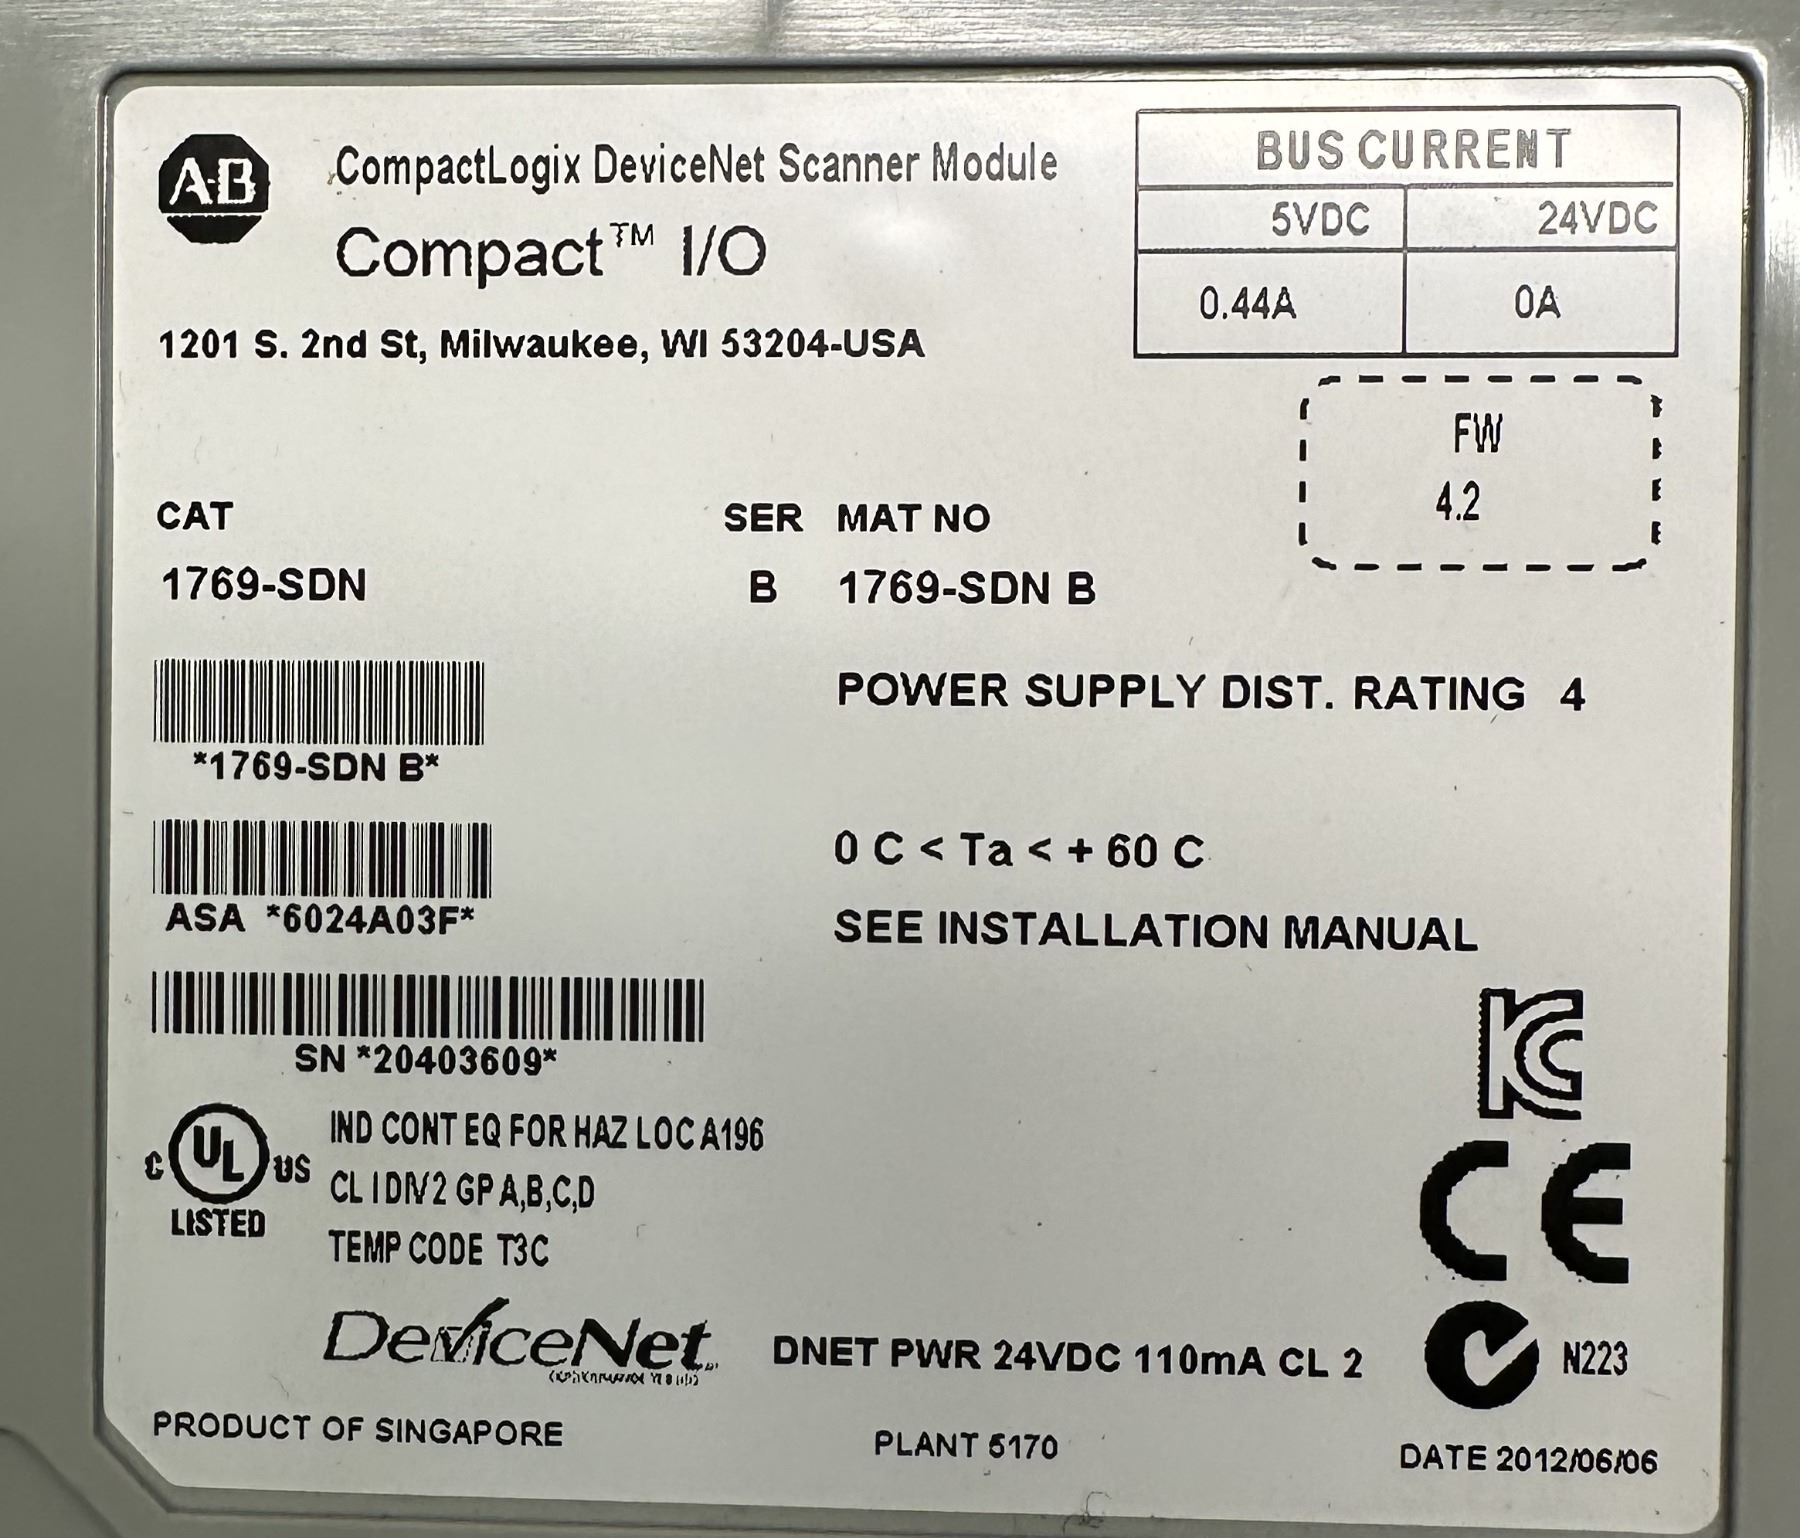 AB
CompactLogix DeviceNet Scanner Module
Compact™ I/O
1201 S. 2nd St, Milwaukee, WI 53204-USA
BUS CURRENT
5VDC 24VDC
0.44A 0A
FW
4.2
CAT SER MAT NO
1769-SDN B 1769-SDN B
*1769-SDN B*
POWER SUPPLY DIST. RATING 4
ASA *6024A03F*
0 C < Ta < + 60 C
SEE INSTALLATION MANUAL
SN *20403609*
C UL US
LISTED
IND CONT EQ FOR HAZ LOC A196
CL I DIV 2 GP A,B,C,D
TEMP CODE T3C
KC
CE
DeviceNet
DNET PWR 24VDC 110mA CL 2
N223
PRODUCT OF SINGAPORE
PLANT 5170
DATE 2012/06/06